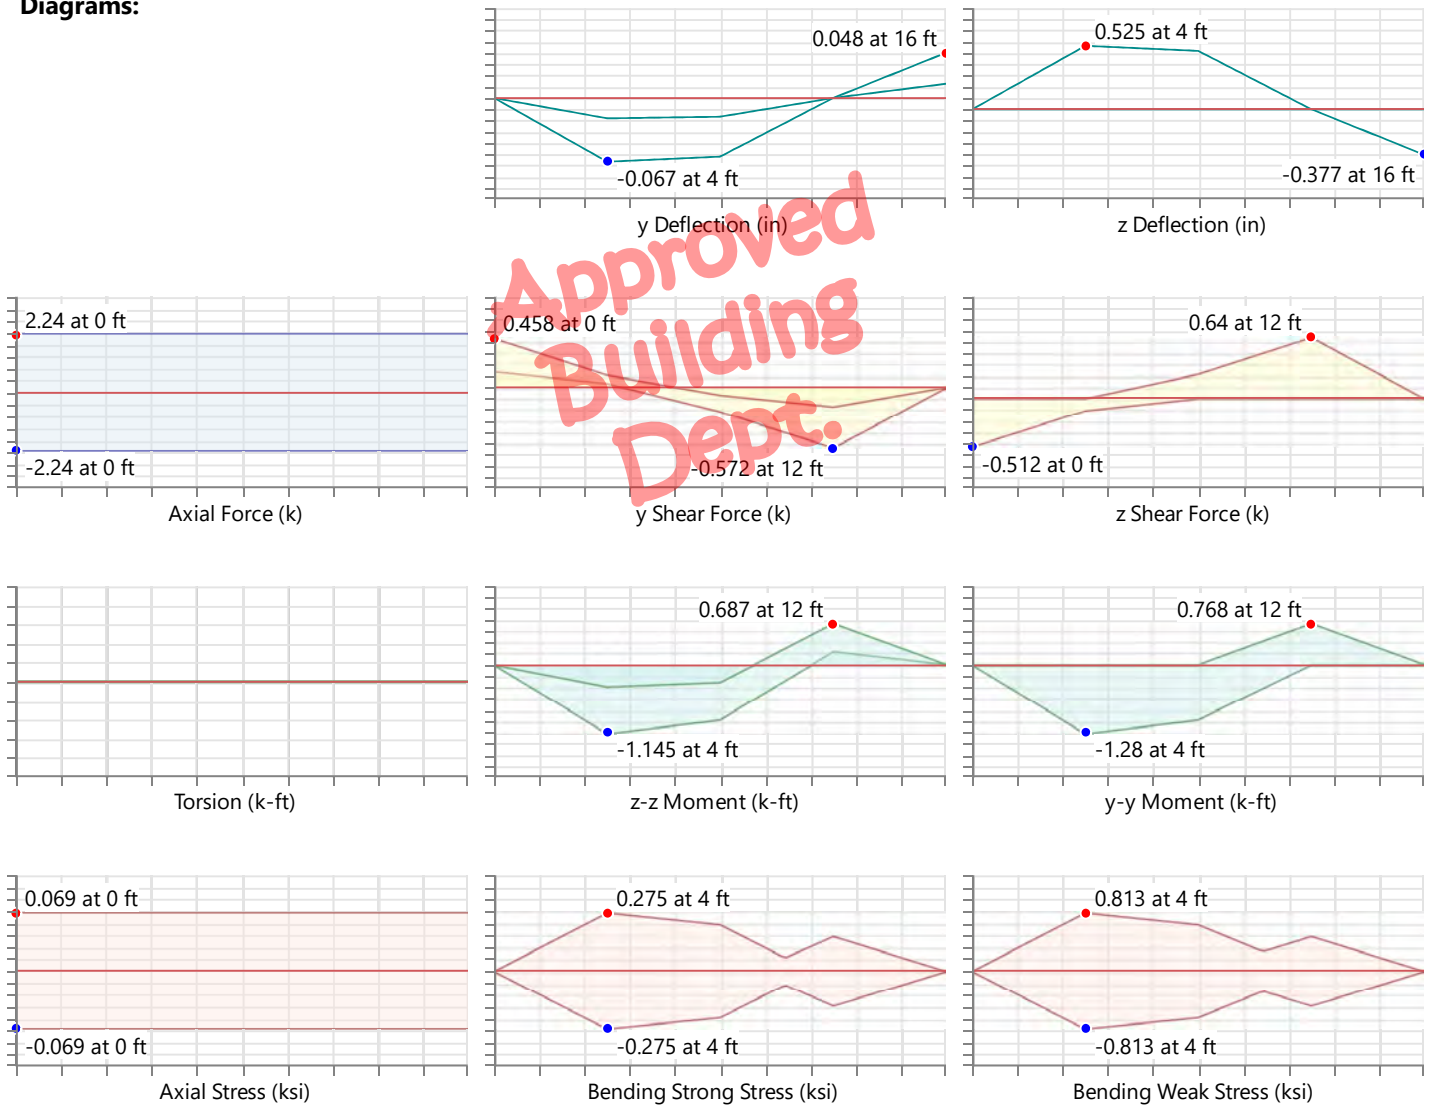 Diagrams:
0.048 at 16 ft
-0.067 at 4 ft
y Deflection (in)
0.525 at 4 ft
-0.377 at 16 ft
z Deflection (in)
Approved
Building
Dept.
2.24 at 0 ft
-2.24 at 0 ft
Axial Force (k)
0.458 at 0 ft
-0.572 at 12 ft
y Shear Force (k)
0.64 at 12 ft
-0.512 at 0 ft
z Shear Force (k)
Torsion (k-ft)
0.687 at 12 ft
-1.145 at 4 ft
z-z Moment (k-ft)
0.768 at 12 ft
-1.28 at 4 ft
y-y Moment (k-ft)
0.069 at 0 ft
-0.069 at 0 ft
Axial Stress (ksi)
0.275 at 4 ft
-0.275 at 4 ft
Bending Strong Stress (ksi)
0.813 at 4 ft
-0.813 at 4 ft
Bending Weak Stress (ksi)